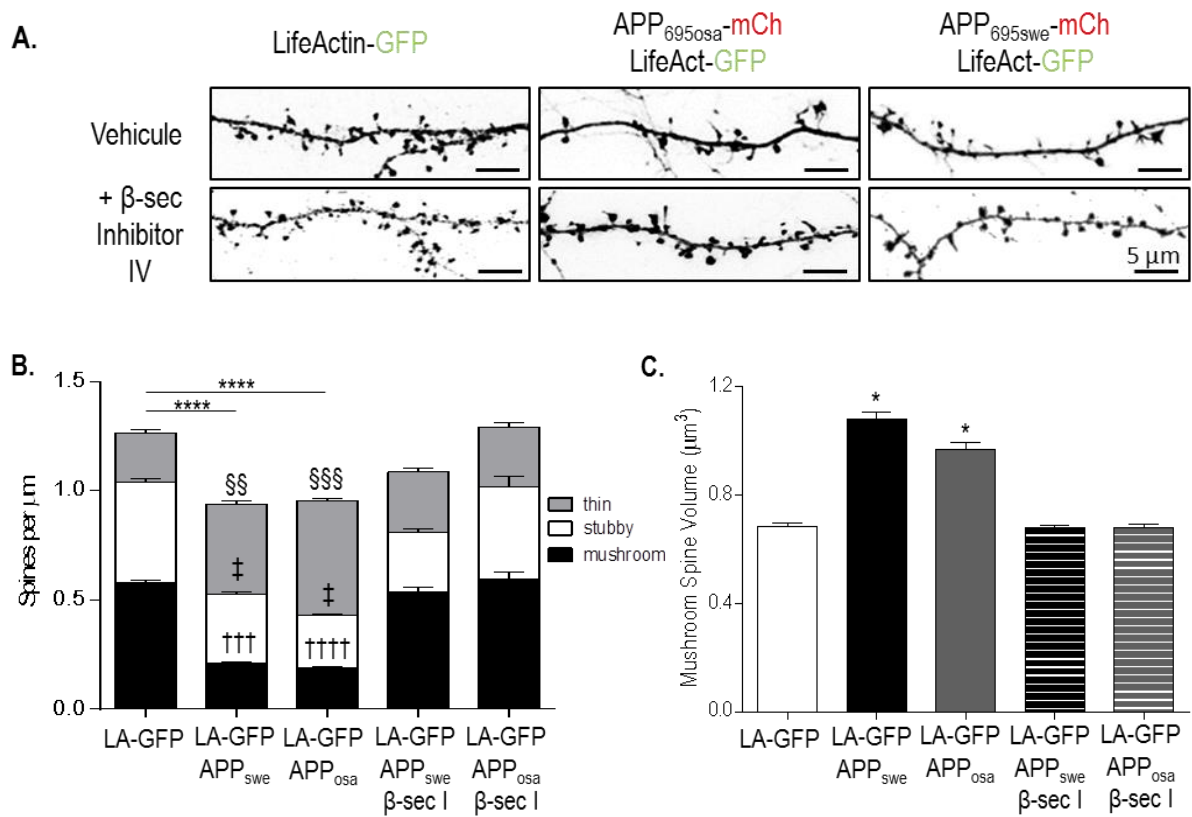 A.
LifeActin-GFP
APP695osa-mCh
LifeAct-GFP
APP695swe-mCh
LifeAct-GFP
Vehicule
+ β-sec
Inhibitor
IV
5 μm
B.
Spines per μm
1.5
1.0
0.5
0.0
****
****
§§
§§§
‡
‡
†††
††††
thin
stubby
mushroom
LA-GFP
LA-GFP
APPswe
LA-GFP
APPosa
LA-GFP
APPswe
β-sec I
LA-GFP
APPosa
β-sec I
C.
Mushroom Spine Volume (μm³)
1.2
0.8
0.4
0.0
*
*
LA-GFP
LA-GFP
APPswe
LA-GFP
APPosa
LA-GFP
APPswe
β-sec I
LA-GFP
APPosa
β-sec I